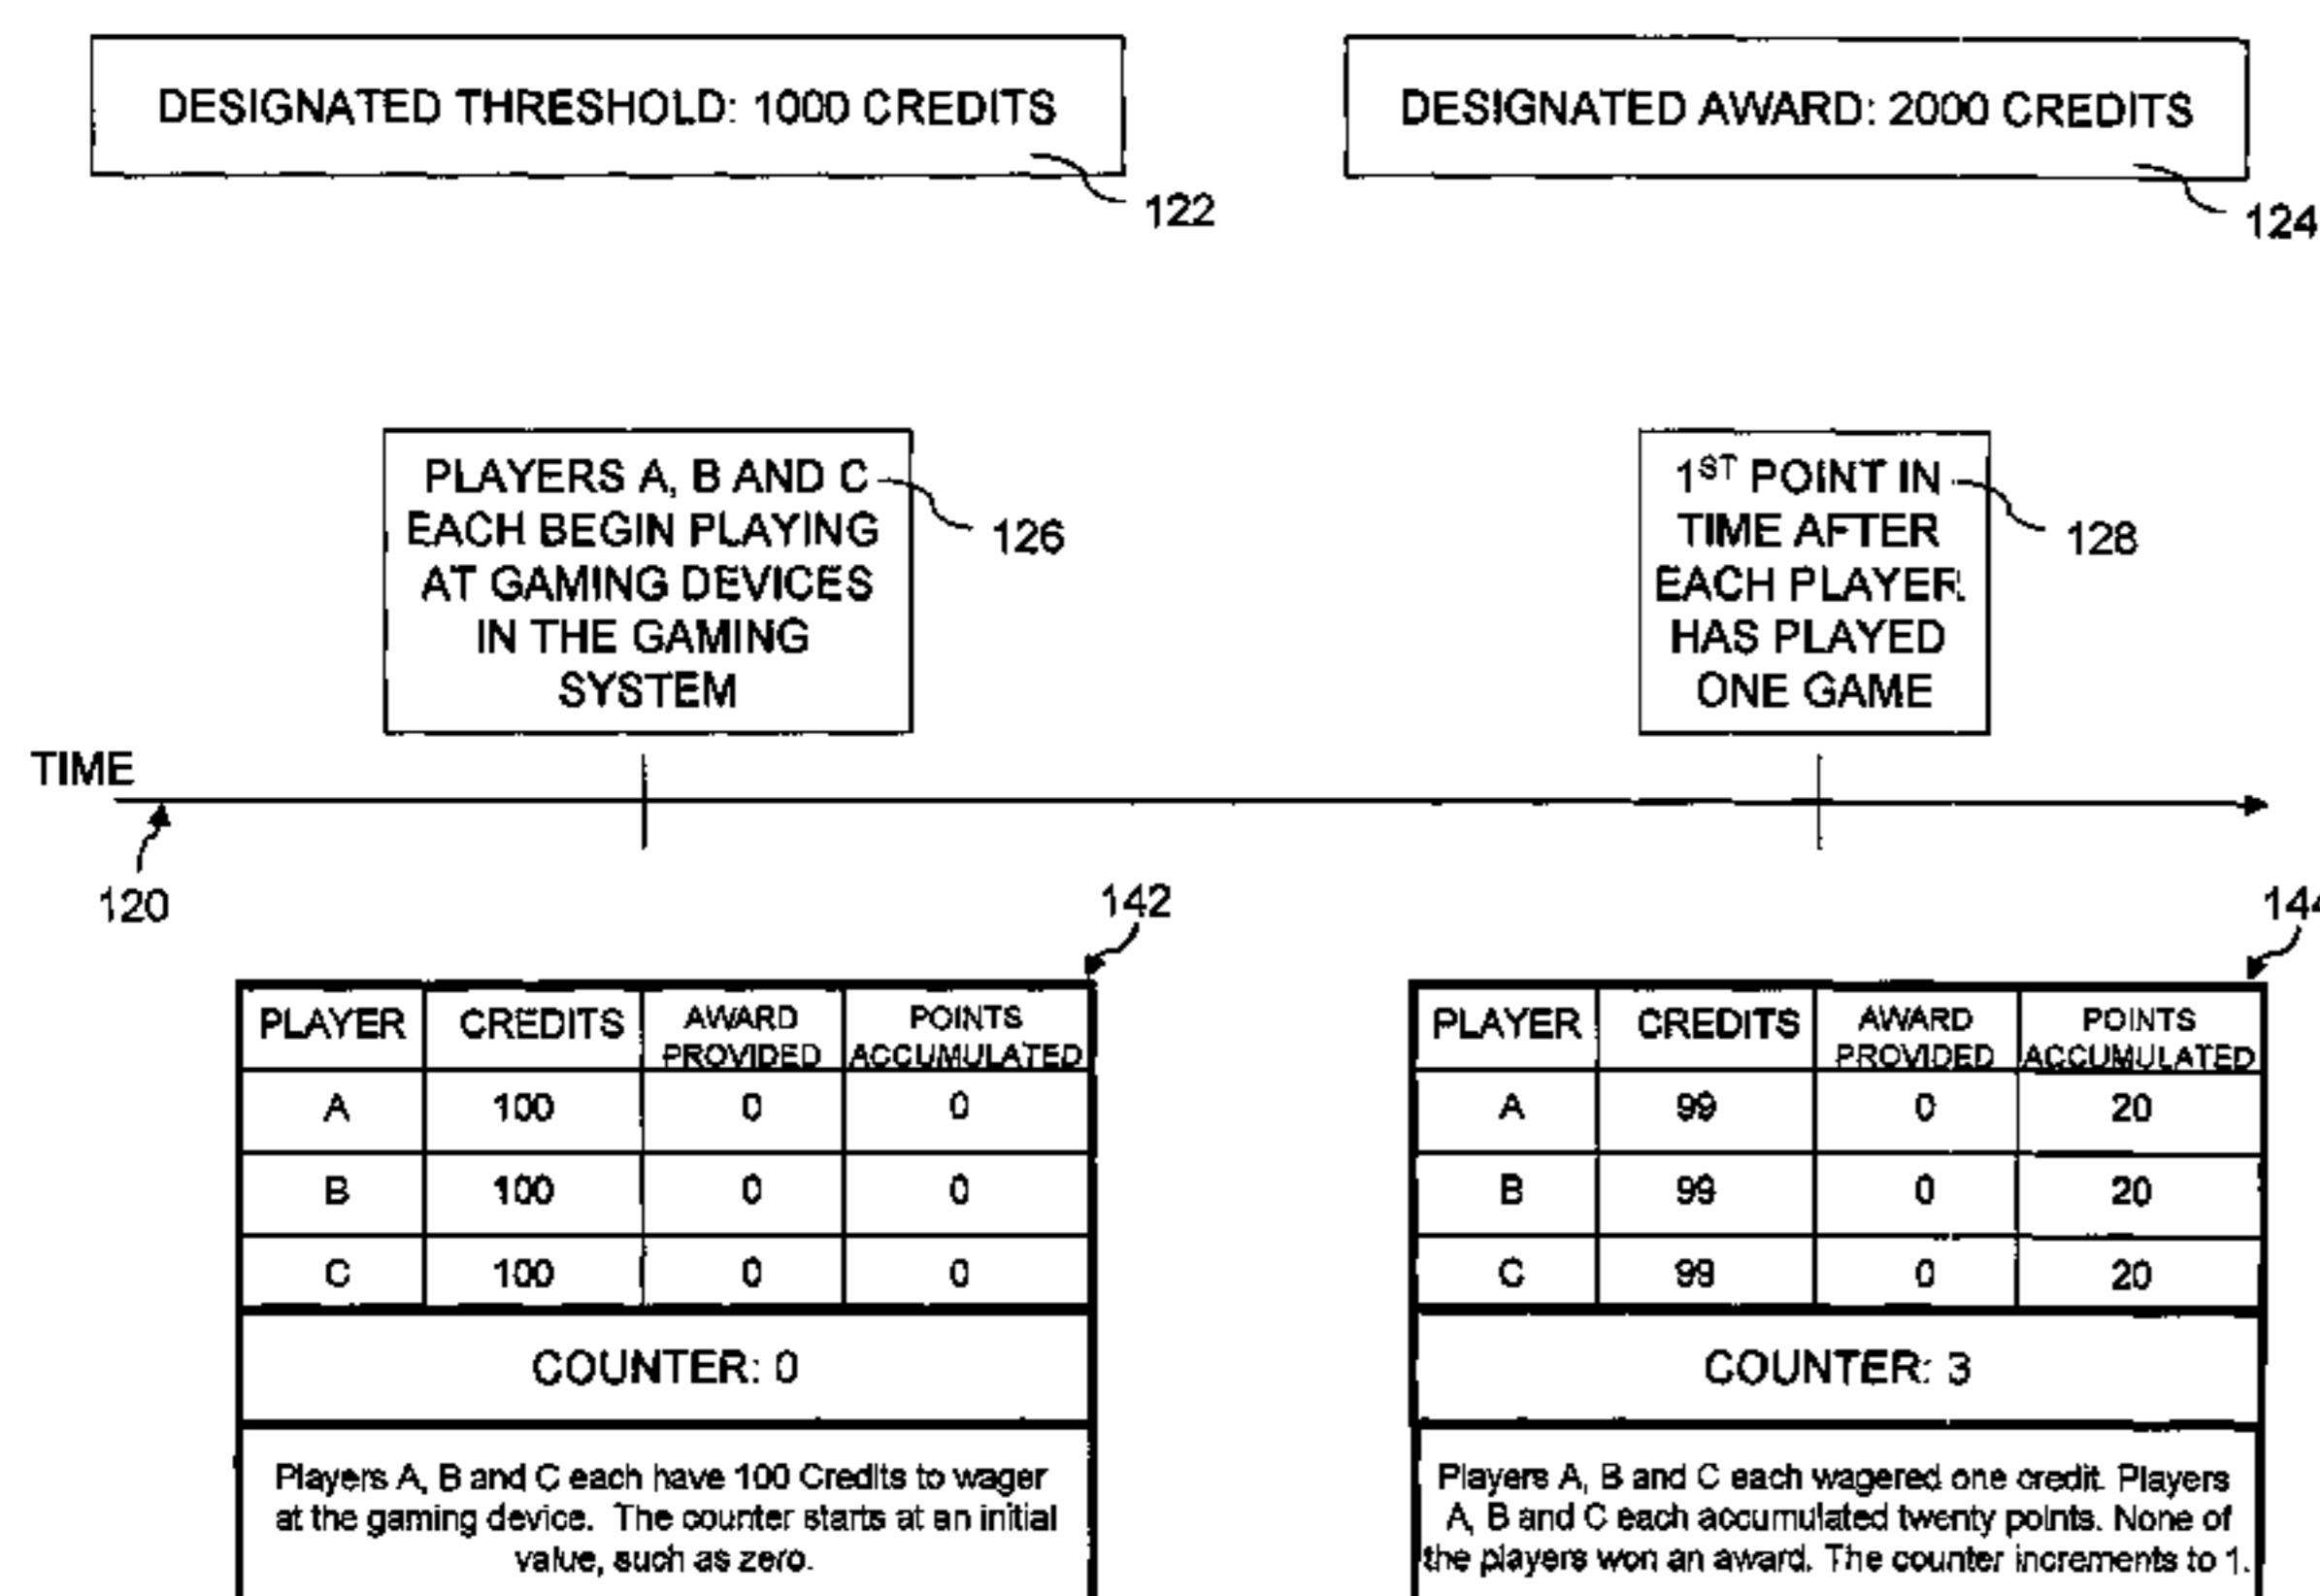 DESIGNATED THRESHOLD: 1000 CREDITS
122
DESIGNATED AWARD: 2000 CREDITS
124
PLAYERS A, B AND C
EACH BEGIN PLAYING
AT GAMING DEVICES
IN THE GAMING
SYSTEM
126
1ST POINT IN
TIME AFTER
EACH PLAYER
HAS PLAYED
ONE GAME
128
TIME
120
142
PLAYER CREDITS AWARD PROVIDED POINTS ACCUMULATED
A 100 0 0
B 100 0 0
C 100 0 0
COUNTER: 0
Players A, B and C each have 100 Credits to wager
at the gaming device. The counter starts at an initial
value, such as zero.
144
PLAYER CREDITS AWARD PROVIDED POINTS ACCUMULATED
A 99 0 20
B 99 0 20
C 99 0 20
COUNTER: 3
Players A, B and C each wagered one credit. Players
A, B and C each accumulated twenty points. None of
the players won an award. The counter increments to 1.